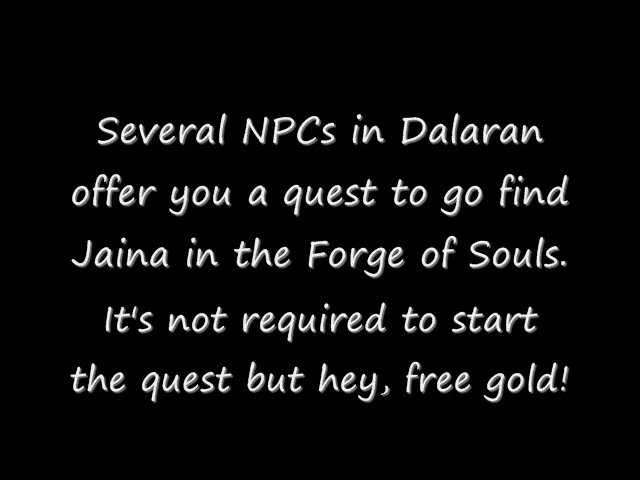 Several NPCs in Dalaran
offer you a quest to go find
Jaina in the Forge of Souls.
It's not required to start
the quest but hey, free gold!